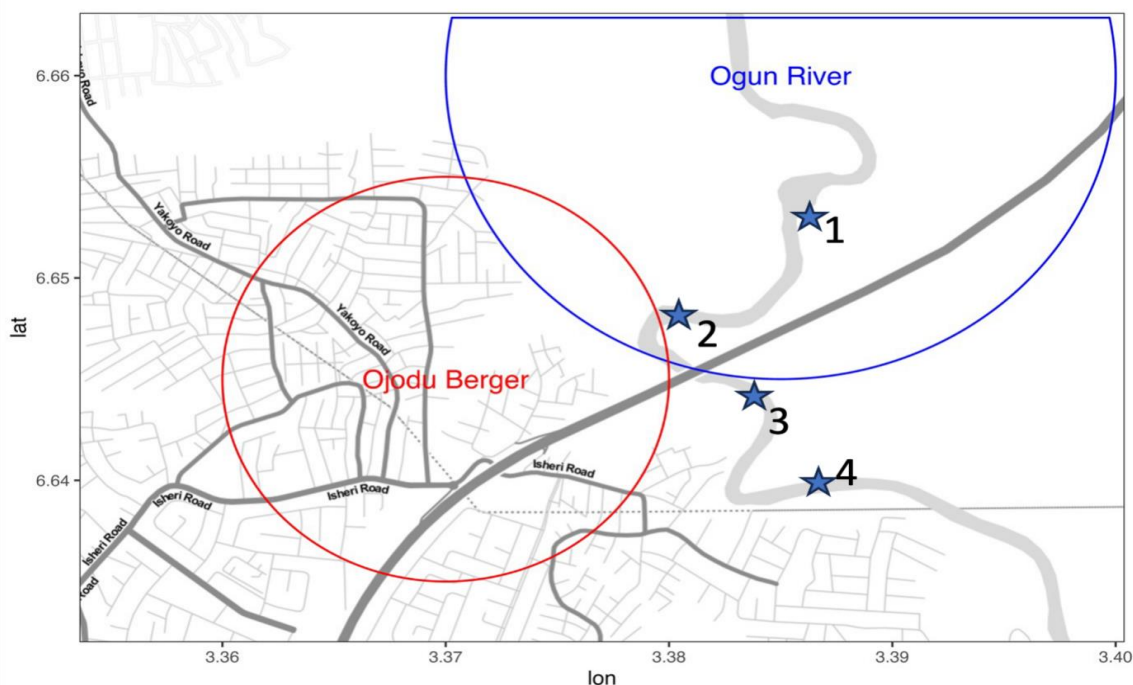 6.66
6.65
6.64
lat
3.36
3.37
3.38
3.39
3.40
lon
Ogun River
Ojodu Berger
Yakoyo Road
Yakoyo Road
Isheri Road
Isheri Road
Isheri Road
Isheri Road
Road
1
2
3
4